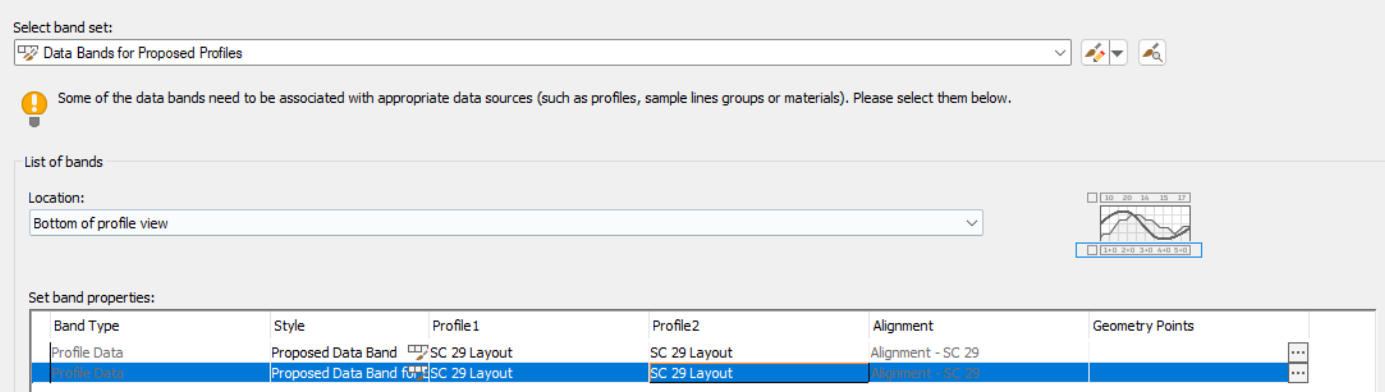 Select band set:
Data Bands for Proposed Profiles
Some of the data bands need to be associated with appropriate data sources (such as profiles, sample lines groups or materials). Please select them below.
List of bands
Location:
Bottom of profile view
10 20 14 15 17
1+0 2+0 3+0 4+0 5+0
Set band properties:
Band Type Style Profile1 Profile2 Alignment Geometry Points
Profile Data Proposed Data Band SC 29 Layout SC 29 Layout Alignment - SC 29 ...
Profile Data Proposed Data Band SC 29 Layout SC 29 Layout Alignment - SC 29 ...